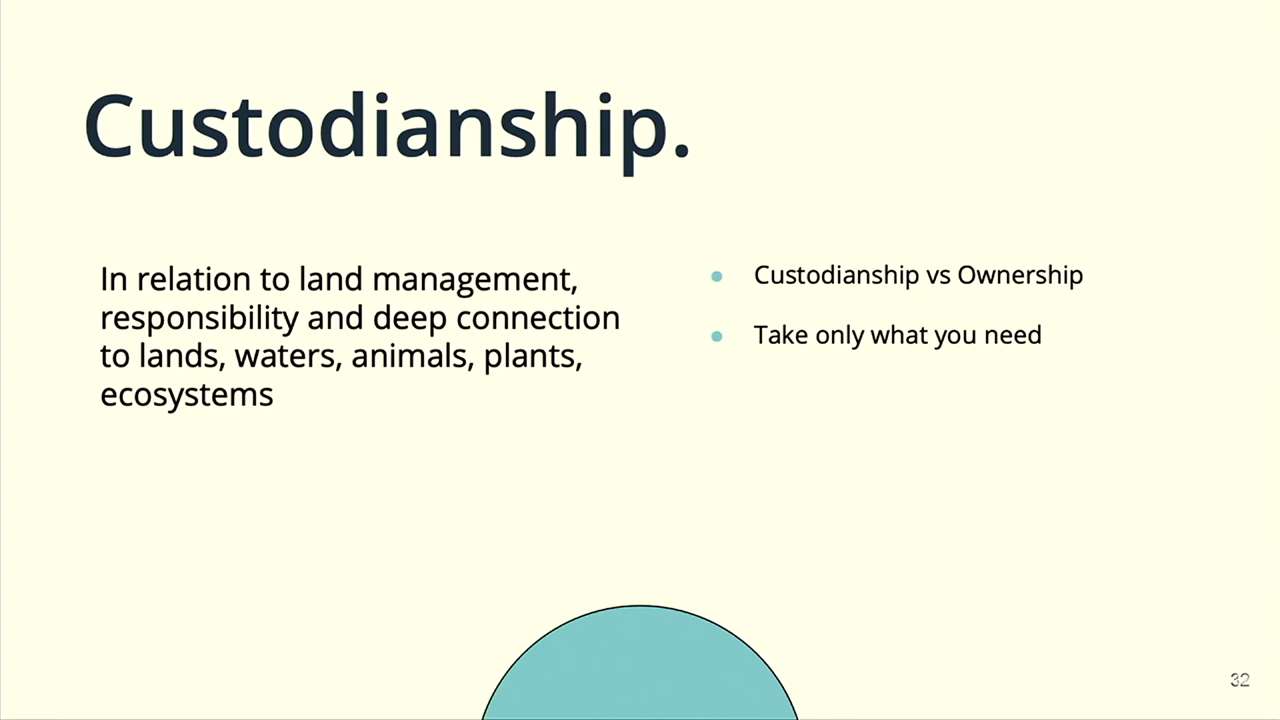 Custodianship.
In relation to land management,
responsibility and deep connection
to lands, waters, animals, plants,
ecosystems
Custodianship vs Ownership
Take only what you need
32